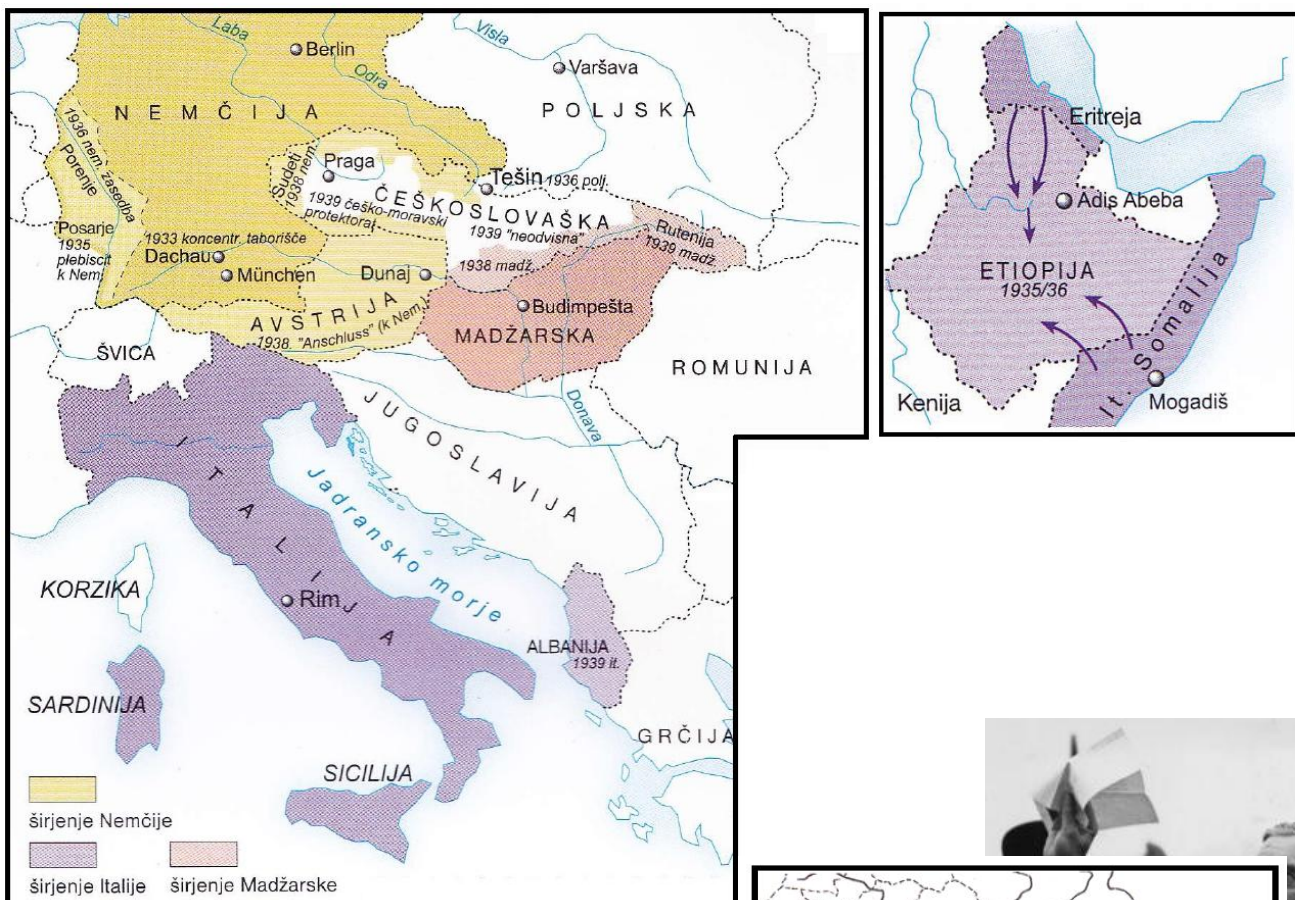 Laba
Visla
Berlin
Varšava
Odra
NEMČIJA
POLJSKA
1936 nem. zasedba
Porenje
Sudeti
1938 nem.
Praga
Tešin 1936 polj.
ČEŠKOSLOVAŠKA
1939 češko-moravski
protektorat
1939 "neodvisna"
Rutenija
1939 madž.
Posarje
1935
plebiscit
k Nem.
1933 koncentr. taborišče
Dachau
München
Dunaj
1938 madž.
AVSTRIJA
1938. "Anschluss" (k Nem.)
Budimpešta
MADŽARSKA
ŠVICA
ROMUNIJA
Donava
JUGOSLAVIJA
ITALIJA
Jadransko morje
KORZIKA
Rim
ALBANIJA
1939 it.
SARDINIJA
GRČIJA
SICILIJA
širjenje Nemčije
širjenje Italije
širjenje Madžarske
Eritreja
Adis Abeba
ETIOPIJA
1935/36
It. Somalija
Kenija
Mogadiš